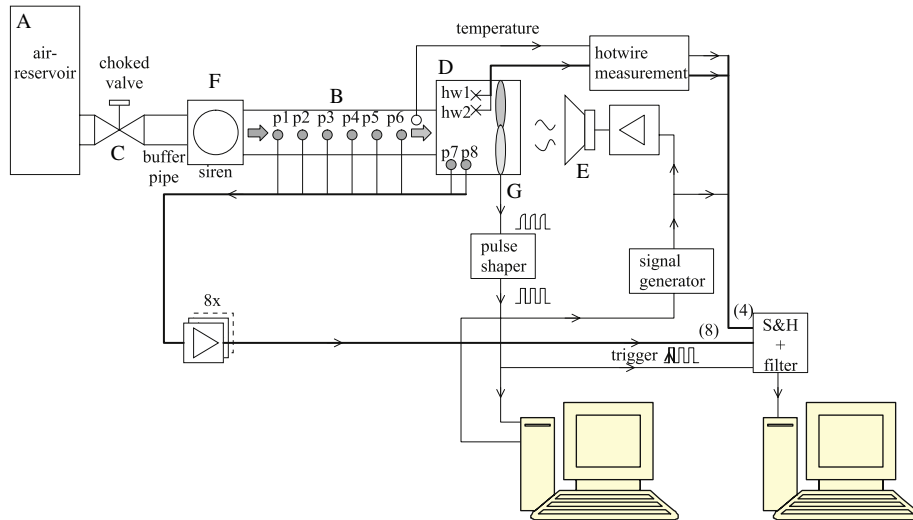 A
air-
reservoir
choked
valve
C
buffer
pipe
F
siren
B
p1 p2 p3 p4 p5 p6
temperature
D
hw1
hw2
p7 p8
G
hotwire
measurement
E
pulse
shaper
signal
generator
8x
(4)
(8)
S&H
+
filter
trigger